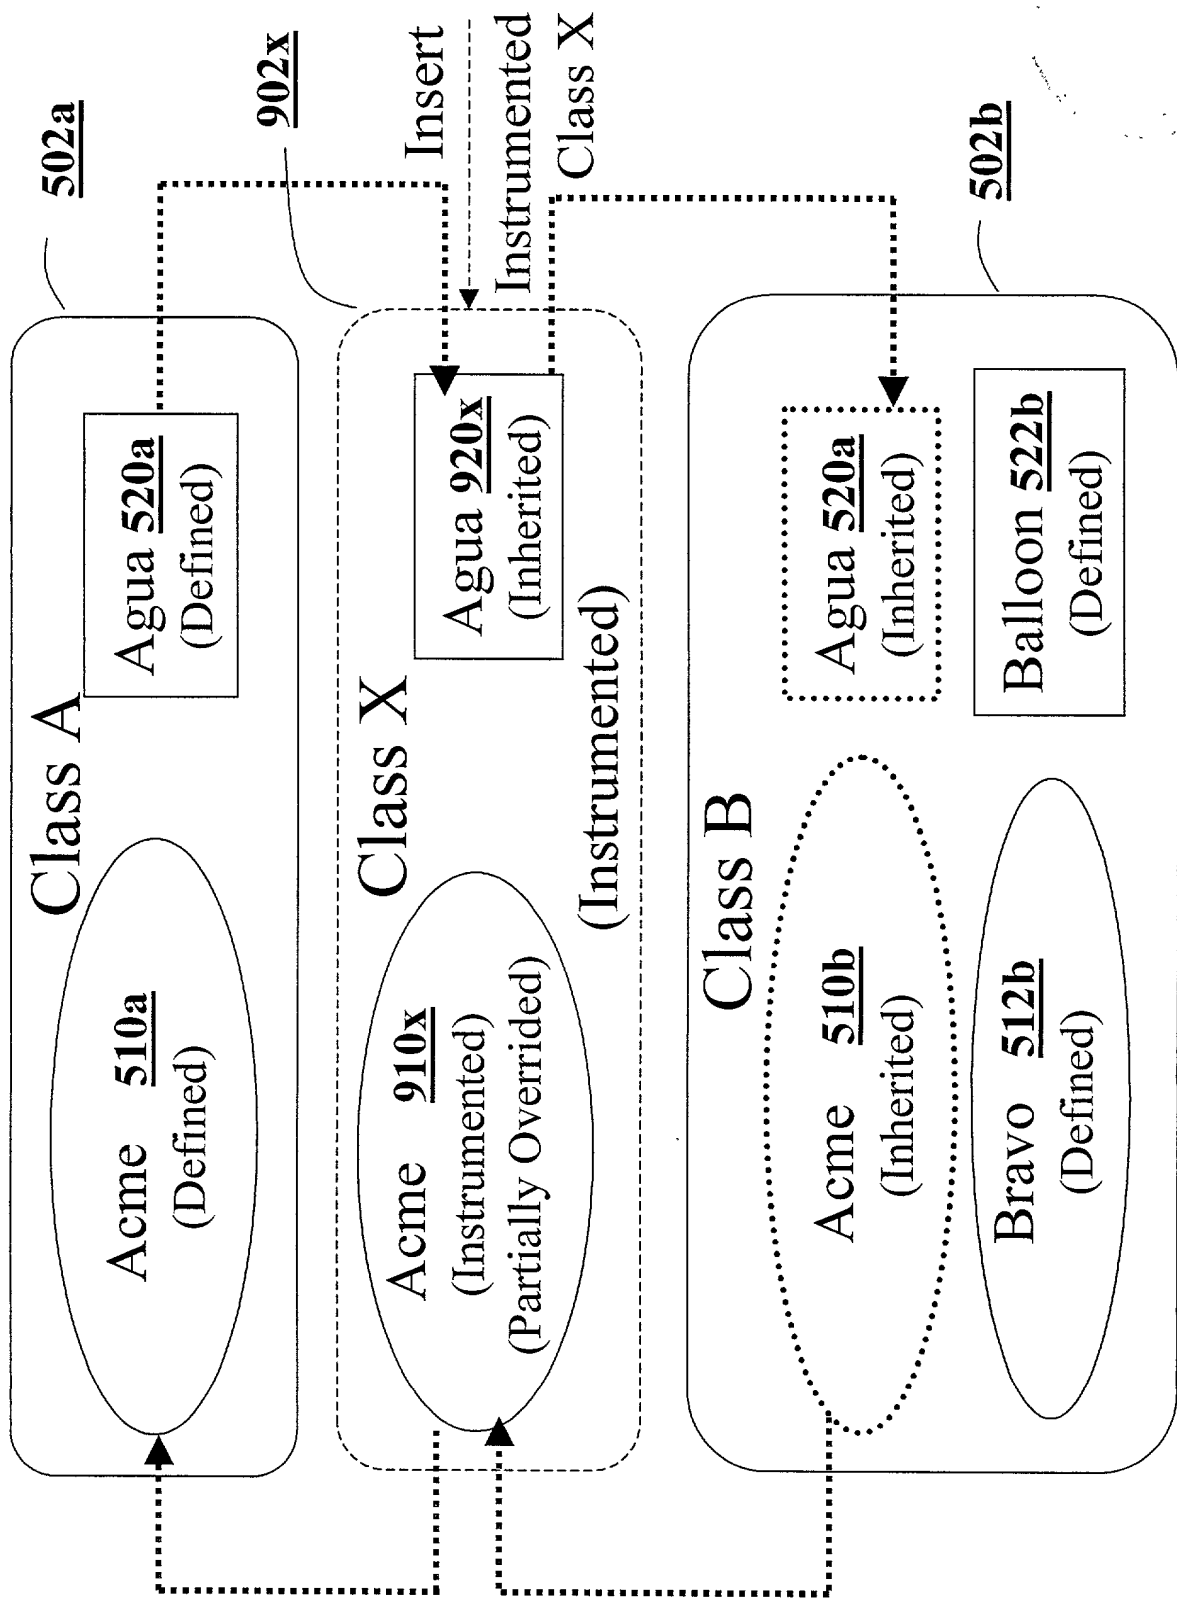 502a
Class A
Acme 510a
(Defined)
Agua 520a
(Defined)
902x
Class X
Acme 910x
(Instrumented)
(Partially Overrided)
Agua 920x
(Inherited)
(Instrumented)
Insert
Instrumented
Class X
Class B
Acme 510b
(Inherited)
Agua 520a
(Inherited)
Bravo 512b
(Defined)
Balloon 522b
(Defined)
502b